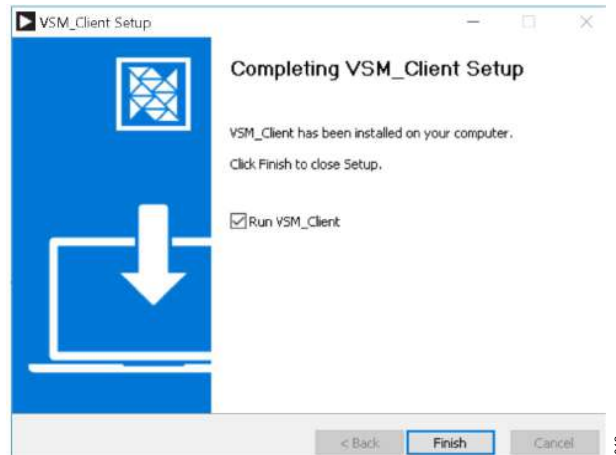 VSM_Client Setup
Completing VSM_Client Setup
VSM_Client has been installed on your computer.
Click Finish to close Setup.
Run VSM_Client
< Back
Finish
Cancel